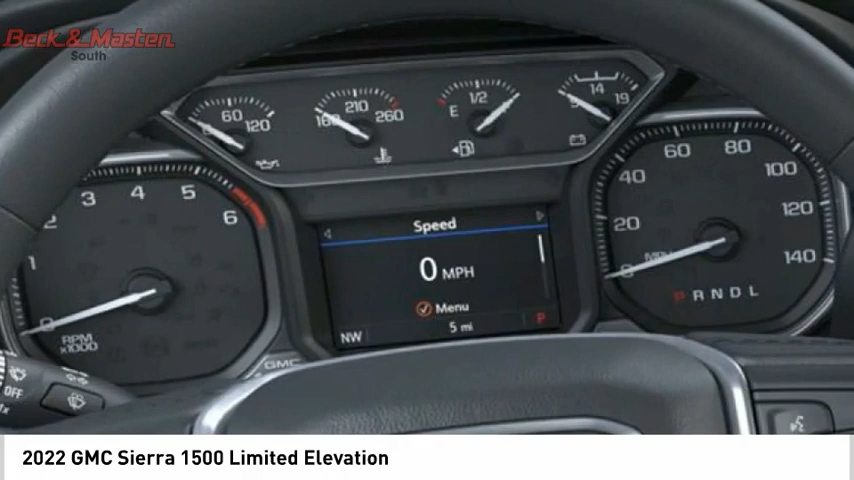 Beck & Masten
South
60
120
160 210 260
E 1/2
14
19
2 3 4 5 6
1
0
RPM
x1000
Speed
0 MPH
Menu
5 mi
NW P
GMC
0 20 40 60 80 100 120 140
MPH
P R N D L
OFF
1x
2022 GMC Sierra 1500 Limited Elevation